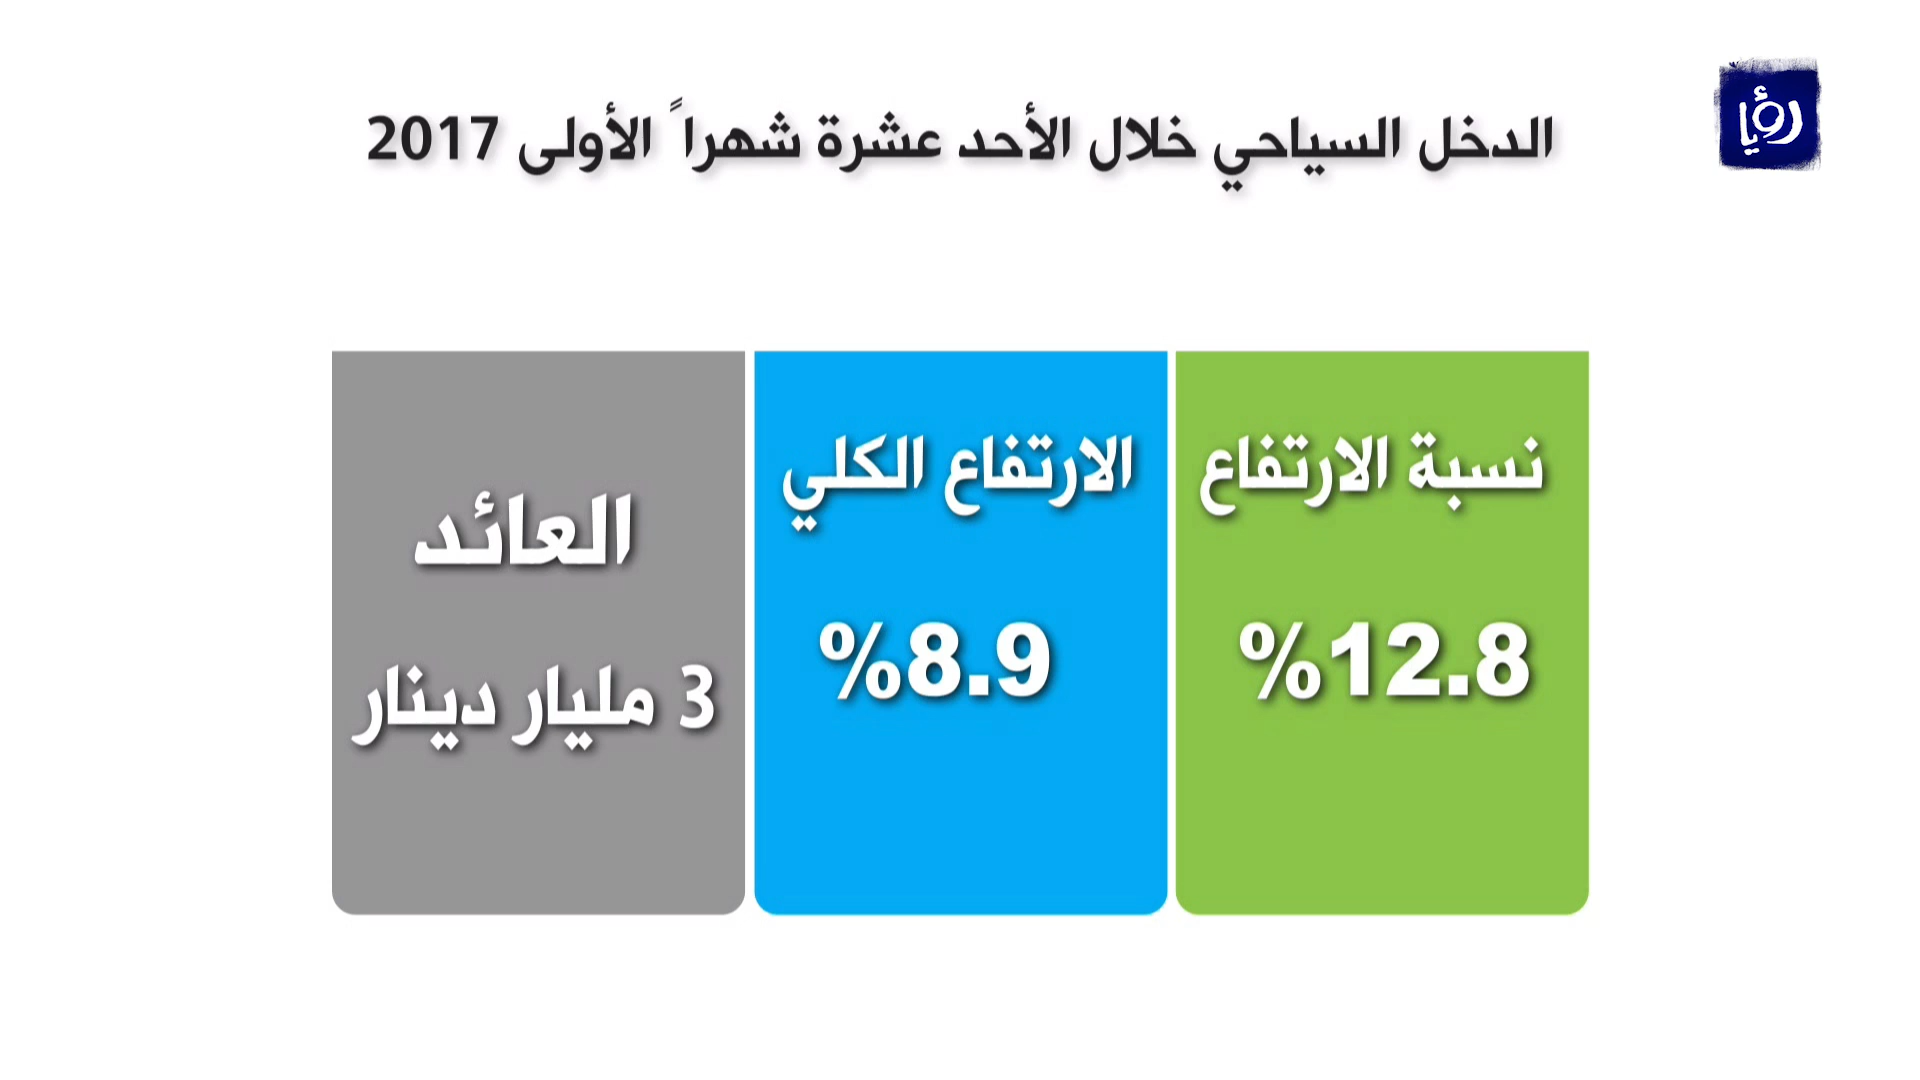 رؤيا
الدخل السياحي خلال الأحد عشرة شهراً الأولى 2017
نسبة الارتفاع
%12.8
الارتفاع الكلي
%8.9
العائد
3 مليار دينار